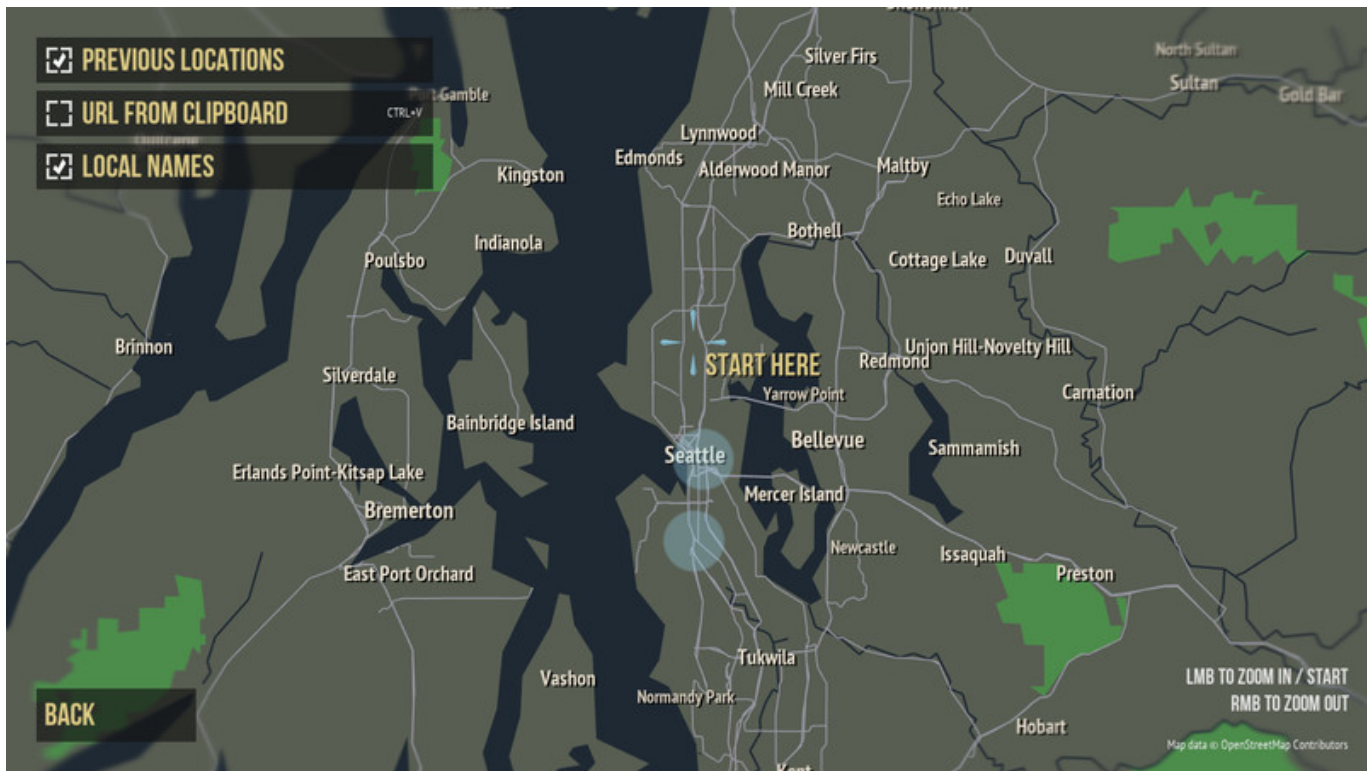 PREVIOUS LOCATIONS
URL FROM CLIPBOARD
CTRL+V
LOCAL NAMES
Silver Firs
North Sultan
Sultan
Gold Bar
Mill Creek
Port Gamble
Lynnwood
Edmonds
Alderwood Manor
Maltby
Kingston
Echo Lake
Bothell
Indianola
Poulsbo
Cottage Lake
Duvall
Brinnon
START HERE
Union Hill-Novelty Hill
Redmond
Silverdale
Yarrow Point
Carnation
Bainbridge Island
Bellevue
Seattle
Sammamish
Erlands Point-Kitsap Lake
Mercer Island
Bremerton
Newcastle
Issaquah
East Port Orchard
Preston
Tukwila
Vashon
Normandy Park
LMB TO ZOOM IN / START
RMB TO ZOOM OUT
BACK
Hobart
Map data © OpenStreetMap Contributors